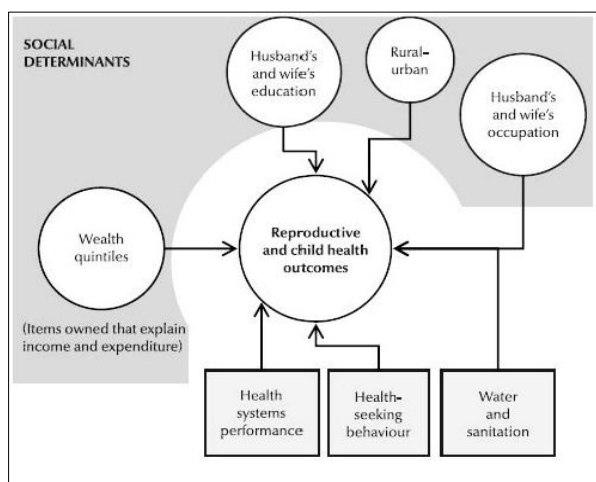 SOCIAL
DETERMINANTS
Husband's
and wife's
education
Rural–
urban
Husband's
and wife's
occupation
Wealth
quintiles
Reproductive
and child health
outcomes
(Items owned that explain
income and expenditure)
Health
systems
performance
Health-
seeking
behaviour
Water
and
sanitation